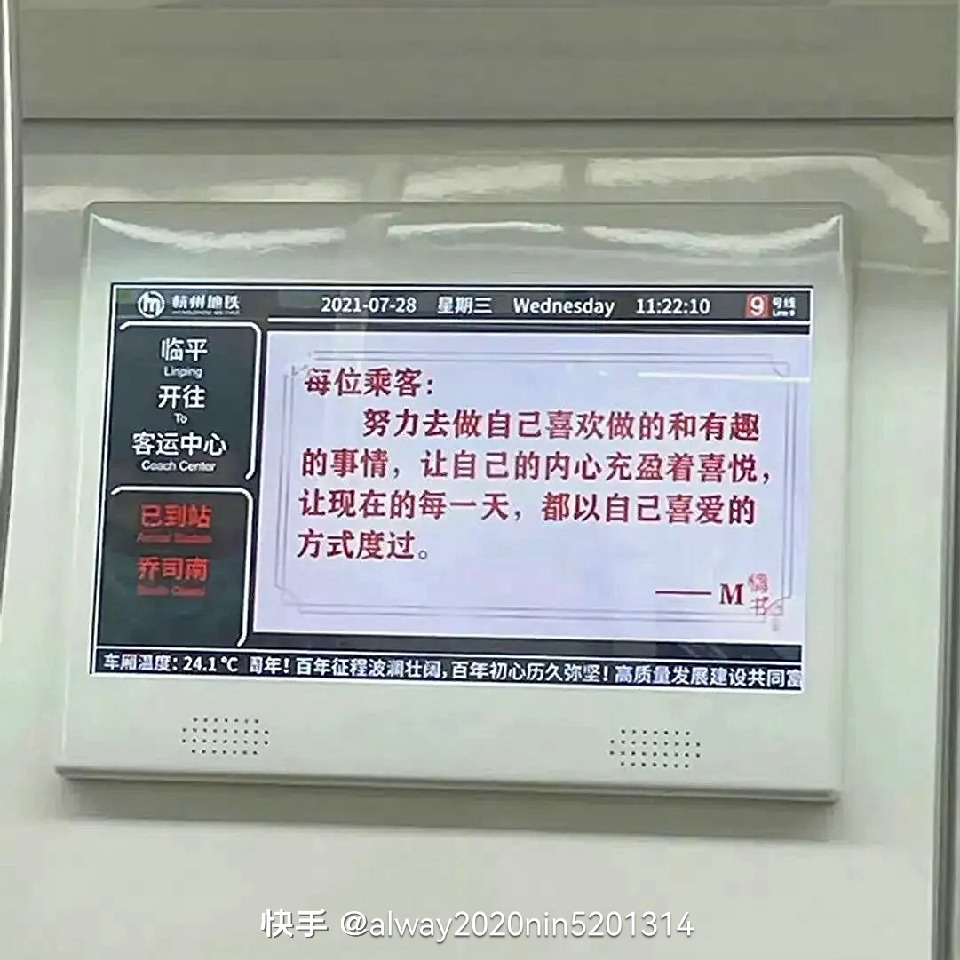 杭州地铁
2021-07-28 星期三 Wednesday 11:22:10 9 号线
Line 9
临平
Linping
开往
To
客运中心
Coach Center
已到站
乔司南
每位乘客:
努力去做自己喜欢做的和有趣
的事情，让自己的内心充盈着喜悦，
让现在的每一天，都以自己喜爱的
方式度过。
——M情书
车厢温度: 24.1℃ 周年! 百年征程波澜壮阔,百年初心历久弥坚! 高质量发展建设共同富
快手 @alway2020nin5201314